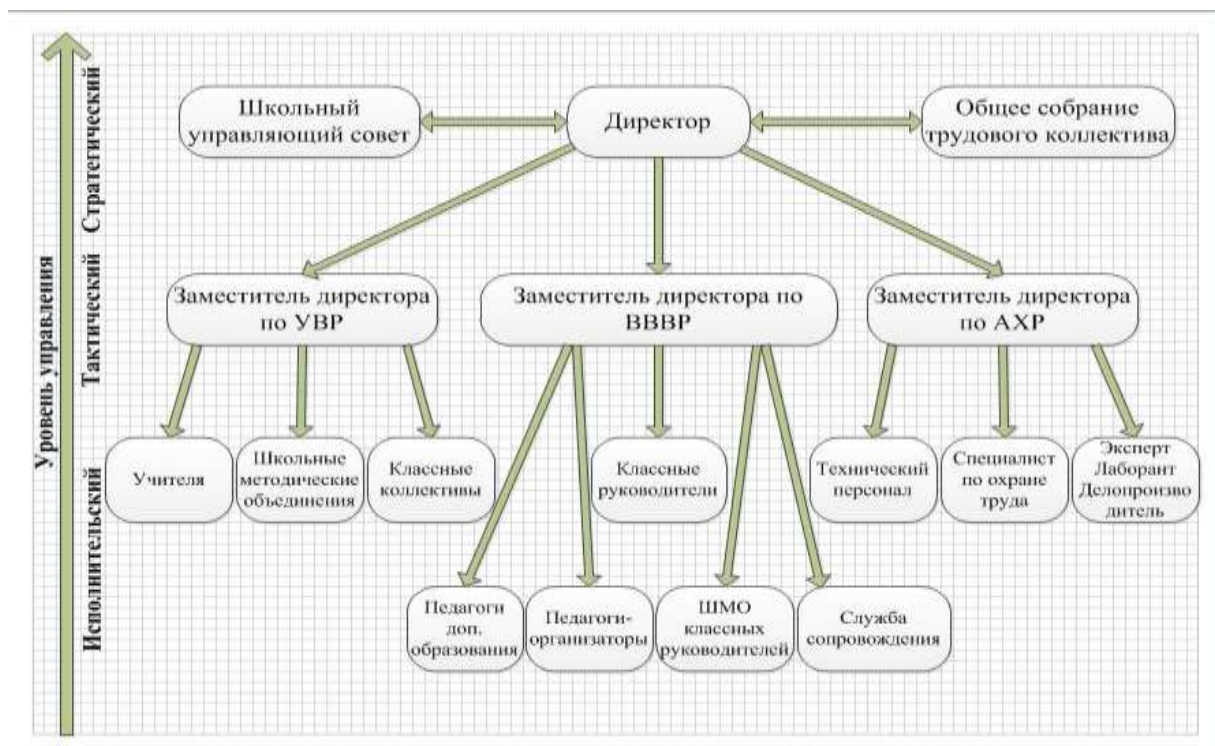 Уровень управления
Стратегический
Тактический
Исполнительский
Школьный
управляющий совет
Директор
Общее собрание
трудового коллектива
Заместитель директора
по УВР
Заместитель директора по
ВВВР
Заместитель директора
по АХР
Учителя
Школьные
методические
объединения
Классные
коллективы
Классные
руководители
Технический
персонал
Специалист
по охране
труда
Эксперт
Лаборант
Делопроизво
дитель
Педагоги
доп.
образования
Педагоги-
организаторы
ШМО
классных
руководителей
Служба
сопровождения